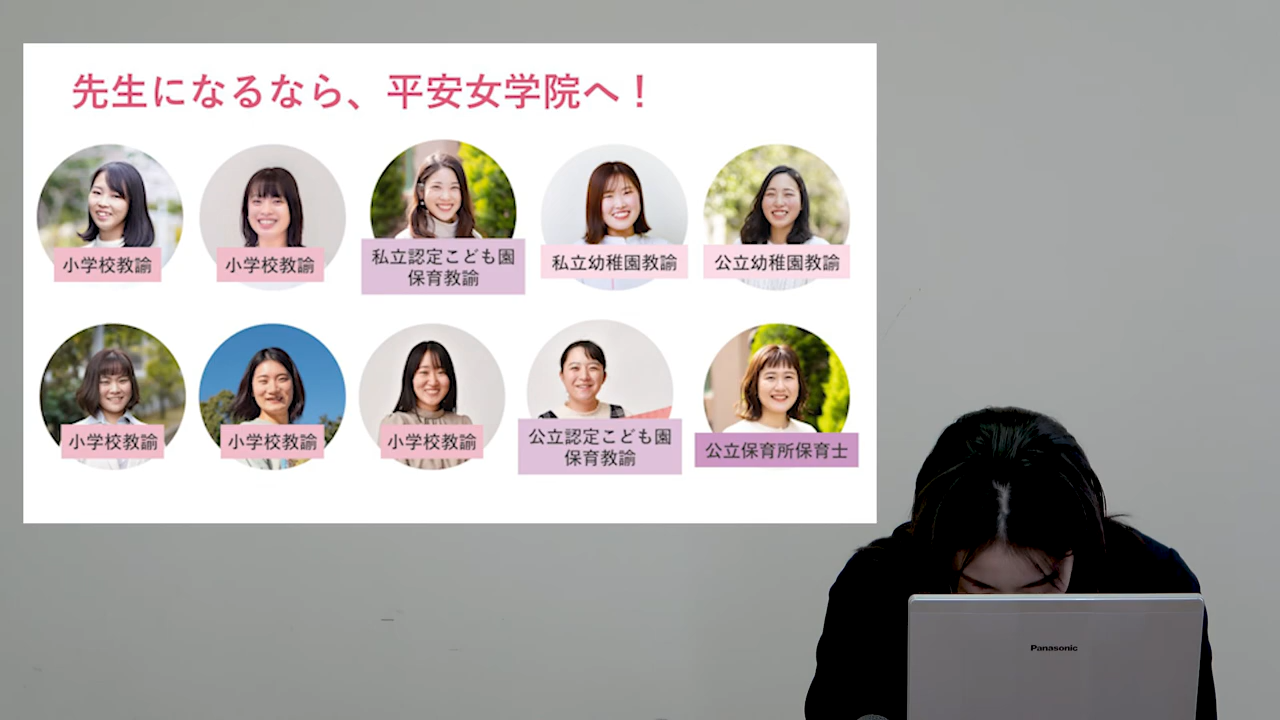 先生になるなら、平安女学院へ！
小学校教諭
小学校教諭
私立認定こども園
保育教諭
私立幼稚園教諭
公立幼稚園教諭
小学校教諭
小学校教諭
小学校教諭
公立認定こども園
保育教諭
公立保育所保育士
Panasonic